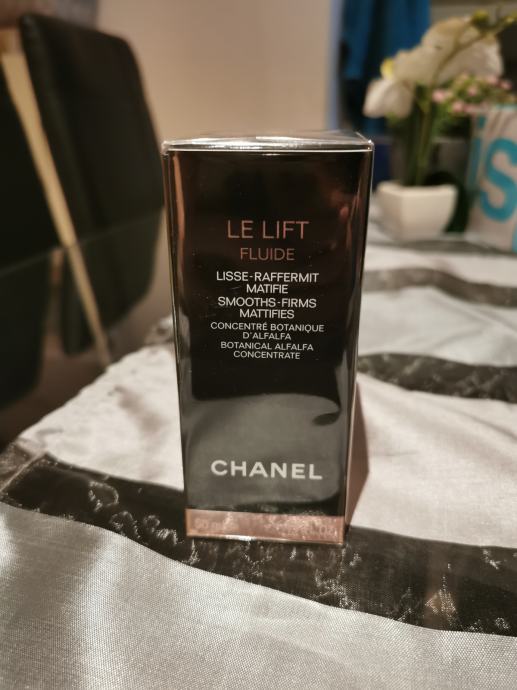 LE LIFT
FLUIDE
LISSE-RAFFERMIT
MATIFIE
SMOOTHS-FIRMS
MATTIFIES
CONCENTRÉ BOTANIQUE
D'ALFALFA
BOTANICAL ALFALFA
CONCENTRATE
CHANEL